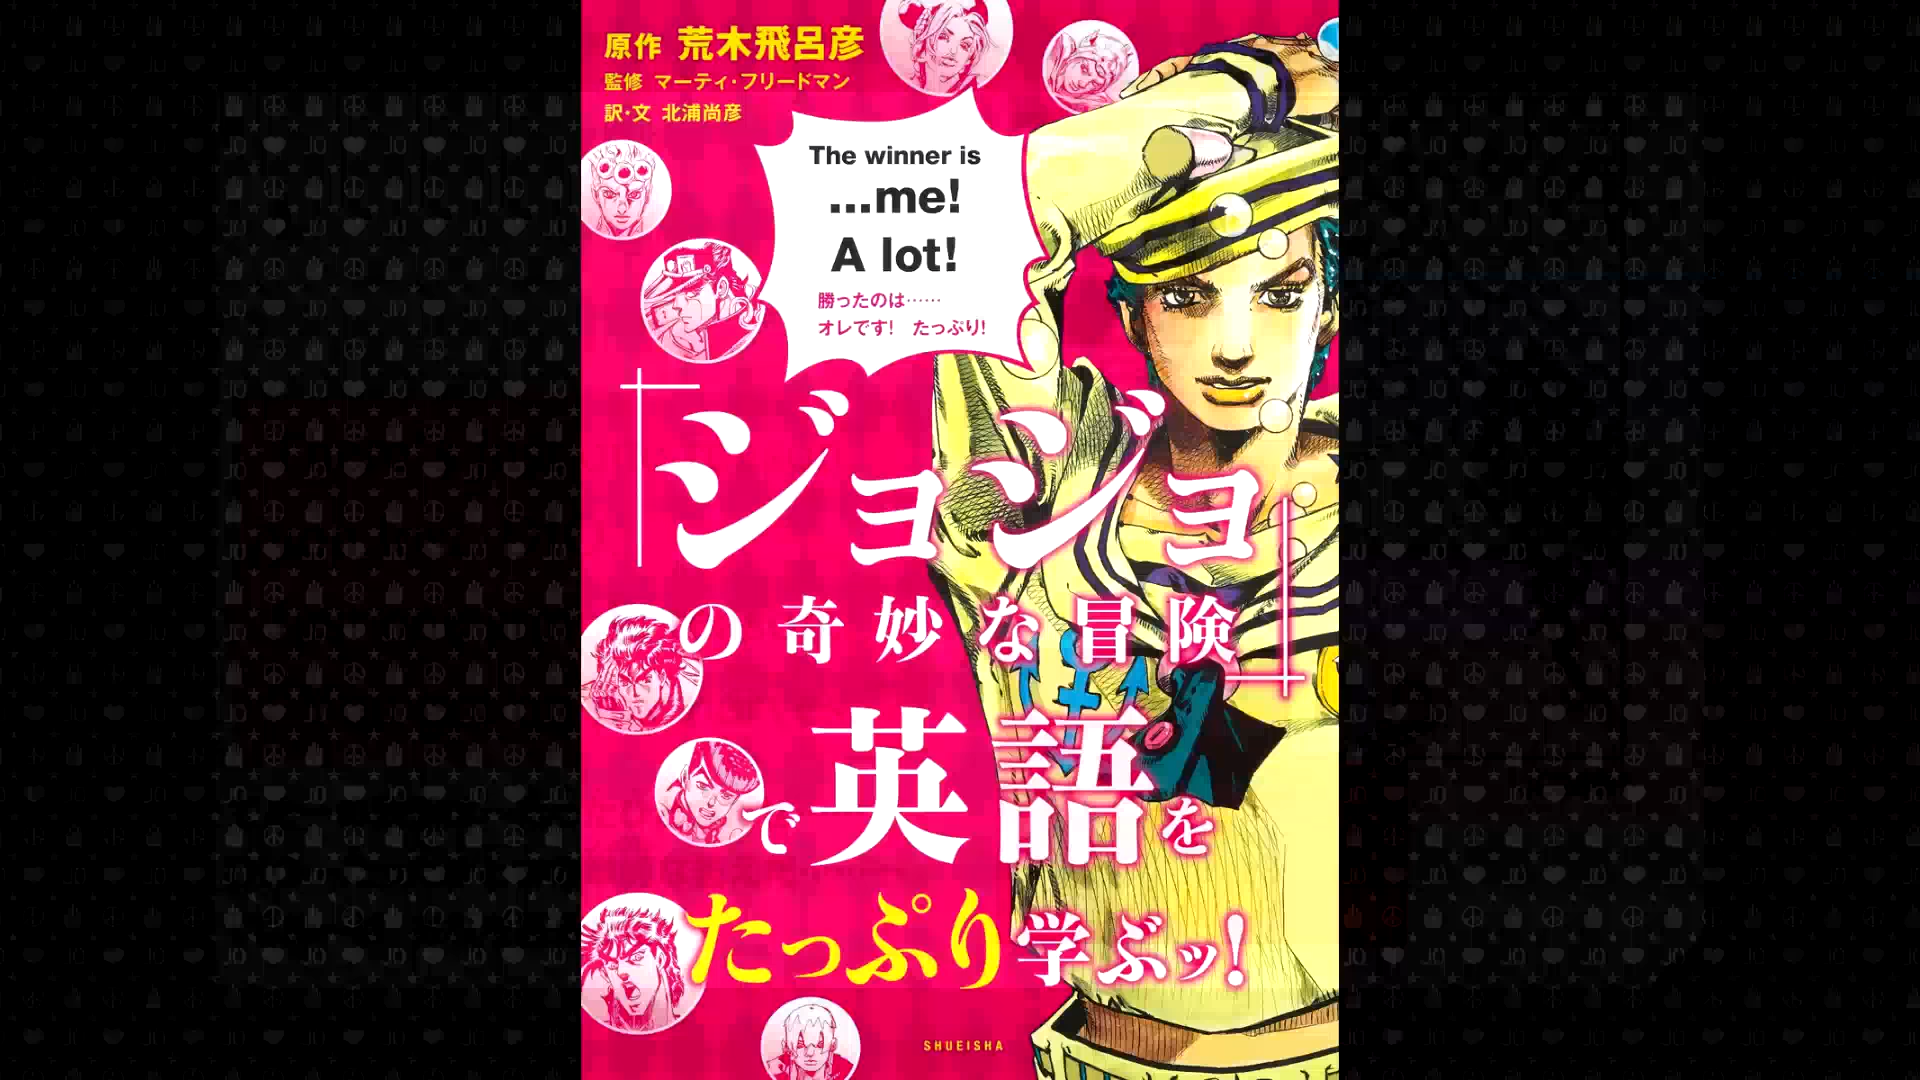 原作 荒木飛呂彦
監修 マーティ・フリードマン
訳・文 北浦尚彦
The winner is
...me!
A lot!
勝ったのは……
オレです! たっぷり!
「ジョジョ
の奇妙な冒険」
で英語を
たっぷり学ぶッ!
SHUEISHA